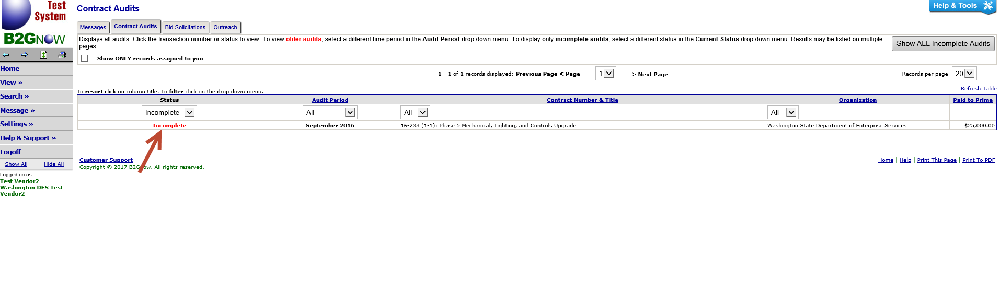 Test
System
B2GNOW
Home
View »
Search »
Message »
Settings »
Help & Support »
Logoff
Show All Hide All
Logged on as:
Test Vendor2
Washington DES Test
Vendor2
Contract Audits
Help & Tools
Messages Contract Audits Bid Solicitations Outreach
Displays all audits. Click the transaction number or status to view. To view older audits, select a different time period in the Audit Period drop down menu. To display only incomplete audits, select a different status in the Current Status drop down menu. Results may be listed on multiple
pages.
Show ALL Incomplete Audits
Show ONLY records assigned to you
1 - 1 of 1 records displayed: Previous Page < Page 1 > Next Page Records per page 20
Refresh Table
To resort click on column title. To filter click on the drop down menu.
Status Audit Period Contract Number & Title Organization Paid to Prime
Incomplete All All All
Incomplete September 2016 16-233 (1-1): Phase 5 Mechanical, Lighting, and Controls Upgrade Washington State Department of Enterprise Services $25,000.00
Customer Support Home | Help | Print This Page | Print To PDF
Copyright © 2017 B2Gnow. All rights reserved.